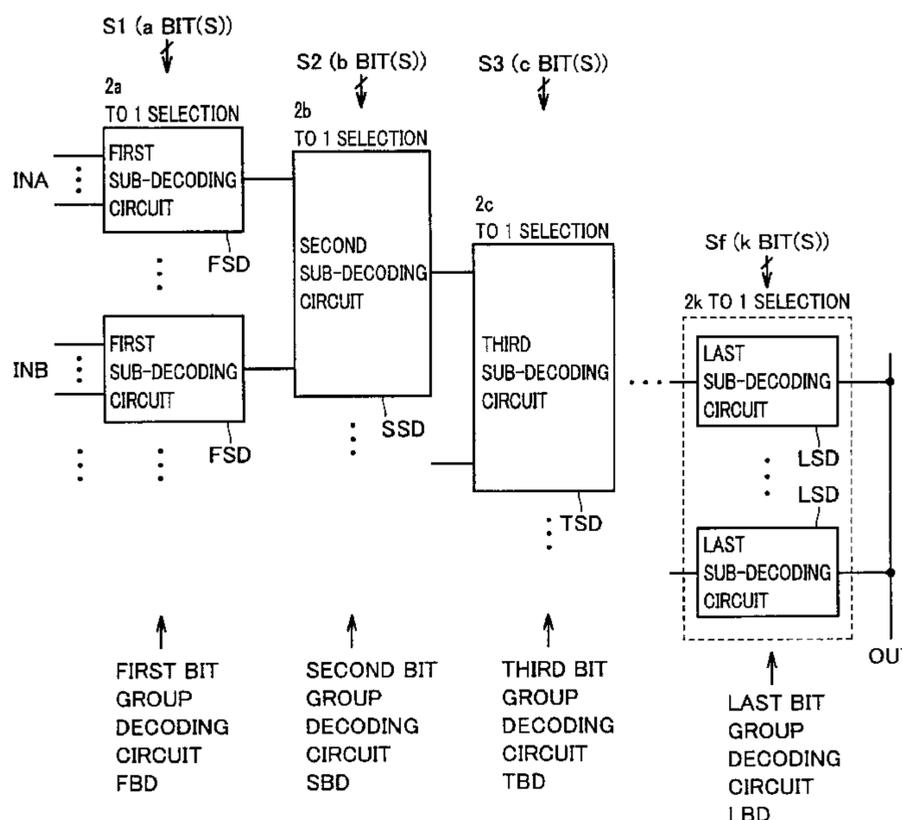 S1 (a BIT(S))
S2 (b BIT(S))
S3 (c BIT(S))
2a
TO 1 SELECTION
2b
TO 1 SELECTION
INA
FIRST
SUB-DECODING
CIRCUIT
FSD
SECOND
SUB-DECODING
CIRCUIT
SSD
2c
TO 1 SELECTION
Sf (k BIT(S))
2k TO 1 SELECTION
INB
FIRST
SUB-DECODING
CIRCUIT
FSD
THIRD
SUB-DECODING
CIRCUIT
TSD
LAST
SUB-DECODING
CIRCUIT
LSD
LSD
LAST
SUB-DECODING
CIRCUIT
OU
FIRST BIT
GROUP
DECODING
CIRCUIT
FBD
SECOND BIT
GROUP
DECODING
CIRCUIT
SBD
THIRD BIT
GROUP
DECODING
CIRCUIT
TBD
LAST BIT
GROUP
DECODING
CIRCUIT
LBD